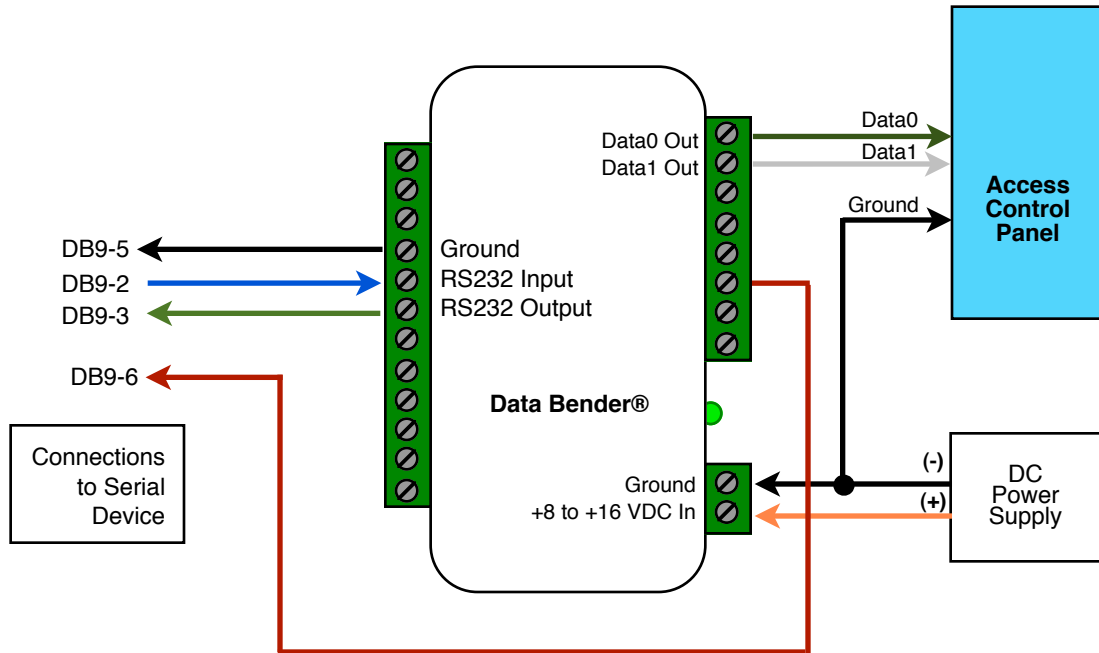 DB9-5
DB9-2
DB9-3
DB9-6
Connections
to Serial
Device
Ground
RS232 Input
RS232 Output
Data0 Out
Data1 Out
Data Bender®
Ground
+8 to +16 VDC In
Data0
Data1
Ground
Access
Control
Panel
(-)
(+)
DC
Power
Supply